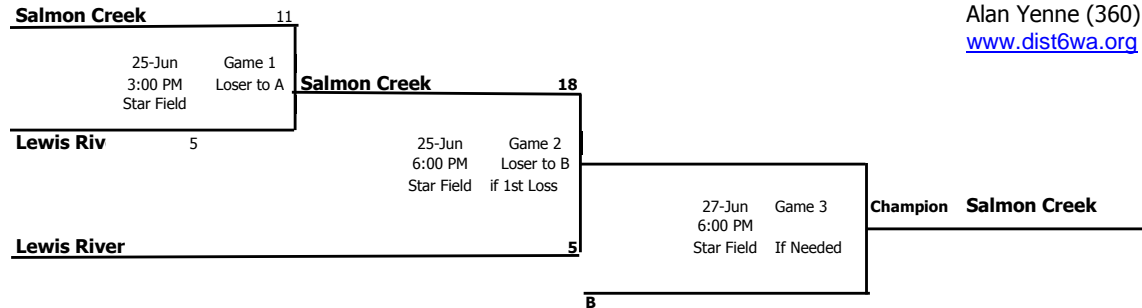 Salmon Creek 11
Alan Yenne (360)
www.dist6wa.org
25-Jun Game 1
3:00 PM Loser to A
Star Field
Salmon Creek 18
Lewis Riv 5
25-Jun Game 2
6:00 PM Loser to B
Star Field if 1st Loss
27-Jun Game 3
6:00 PM
Star Field If Needed
Champion Salmon Creek
Lewis River 5
B